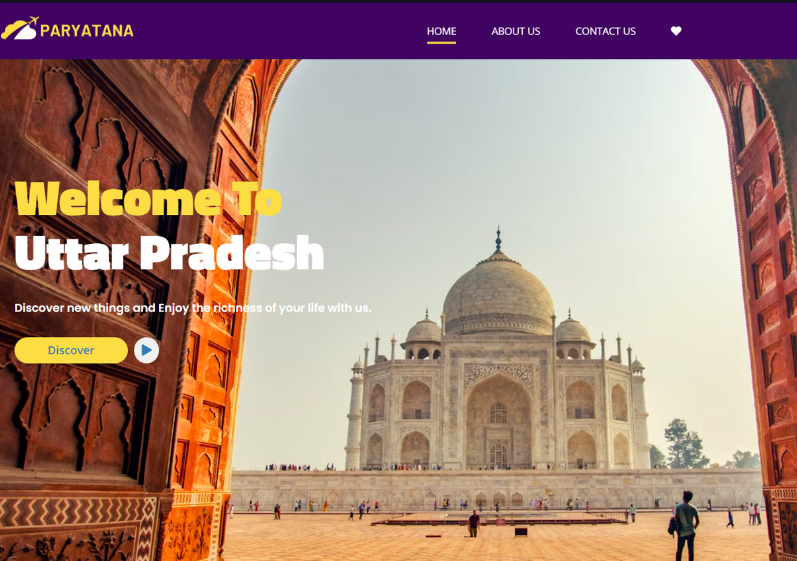 PARYATANA
HOME ABOUT US CONTACT US
Welcome To
Uttar Pradesh
Discover new things and Enjoy the richness of your life with us.
Discover